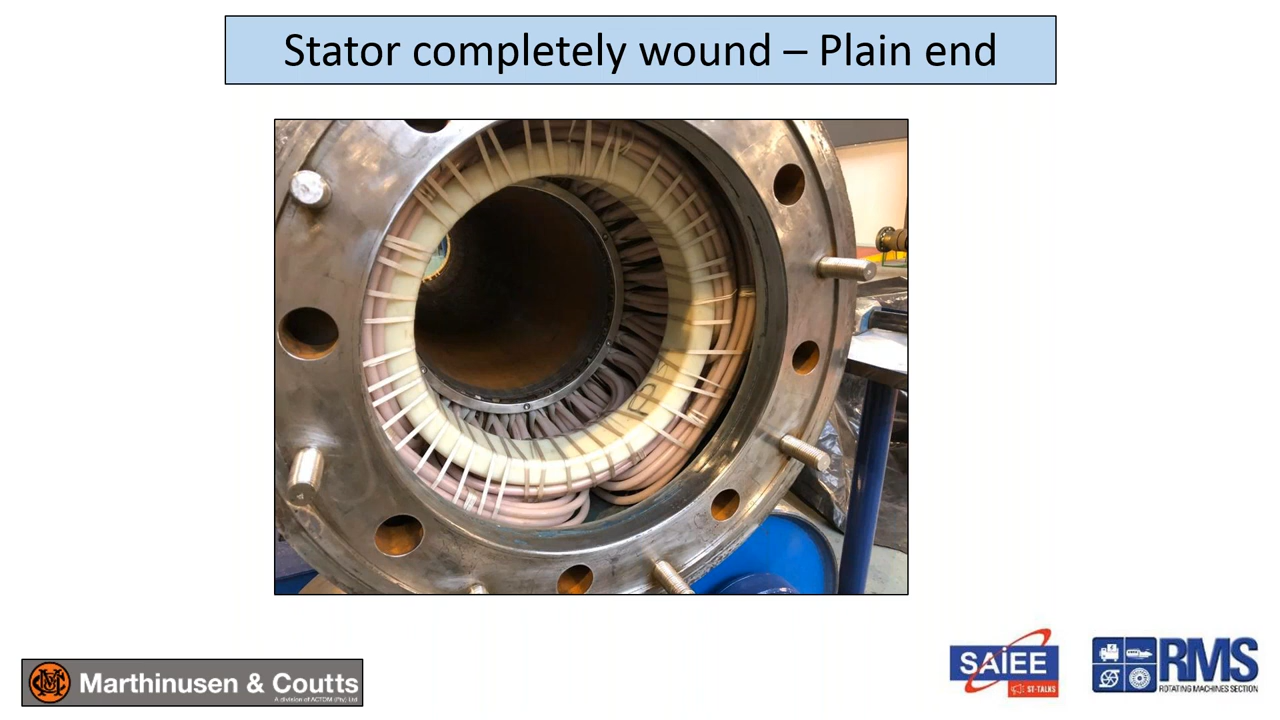 Stator completely wound – Plain end
Marthinusen & Coutts
A division of ACTOM (Pty) Ltd
SAIEE
ST-TALKS
RMS
ROTATING MACHINES SECTION